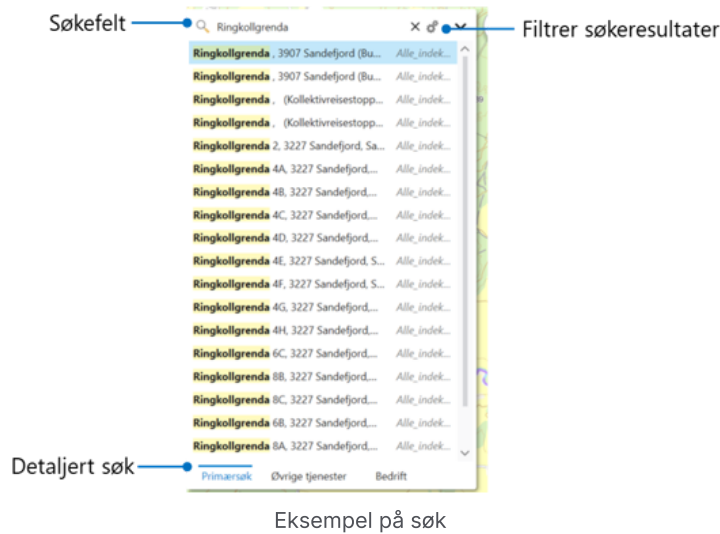 Søkefelt
Ringkollgrenda
Filtrer søkeresultater
Ringkollgrenda , 3907 Sandefjord (Bu... Alle_indek...
Ringkollgrenda , 3907 Sandefjord (Bu... Alle_indek...
Ringkollgrenda , (Kollektivreisestopp... Alle_indek...
Ringkollgrenda , (Kollektivreisestopp... Alle_indek...
Ringkollgrenda 2, 3227 Sandefjord, Sa... Alle_indek...
Ringkollgrenda 4A, 3227 Sandefjord,... Alle_indek...
Ringkollgrenda 4B, 3227 Sandefjord,... Alle_indek...
Ringkollgrenda 4C, 3227 Sandefjord,... Alle_indek...
Ringkollgrenda 4D, 3227 Sandefjord,... Alle_indek...
Ringkollgrenda 4E, 3227 Sandefjord, S... Alle_indek...
Ringkollgrenda 4F, 3227 Sandefjord, S... Alle_indek...
Ringkollgrenda 4G, 3227 Sandefjord,... Alle_indek...
Ringkollgrenda 4H, 3227 Sandefjord,... Alle_indek...
Ringkollgrenda 6C, 3227 Sandefjord,... Alle_indek...
Ringkollgrenda 8B, 3227 Sandefjord,... Alle_indek...
Ringkollgrenda 8C, 3227 Sandefjord,... Alle_indek...
Ringkollgrenda 6B, 3227 Sandefjord,... Alle_indek...
Ringkollgrenda 8A, 3227 Sandefjord,... Alle_indek...
Detaljert søk
Primærsøk Øvrige tjenester Bedrift
Eksempel på søk